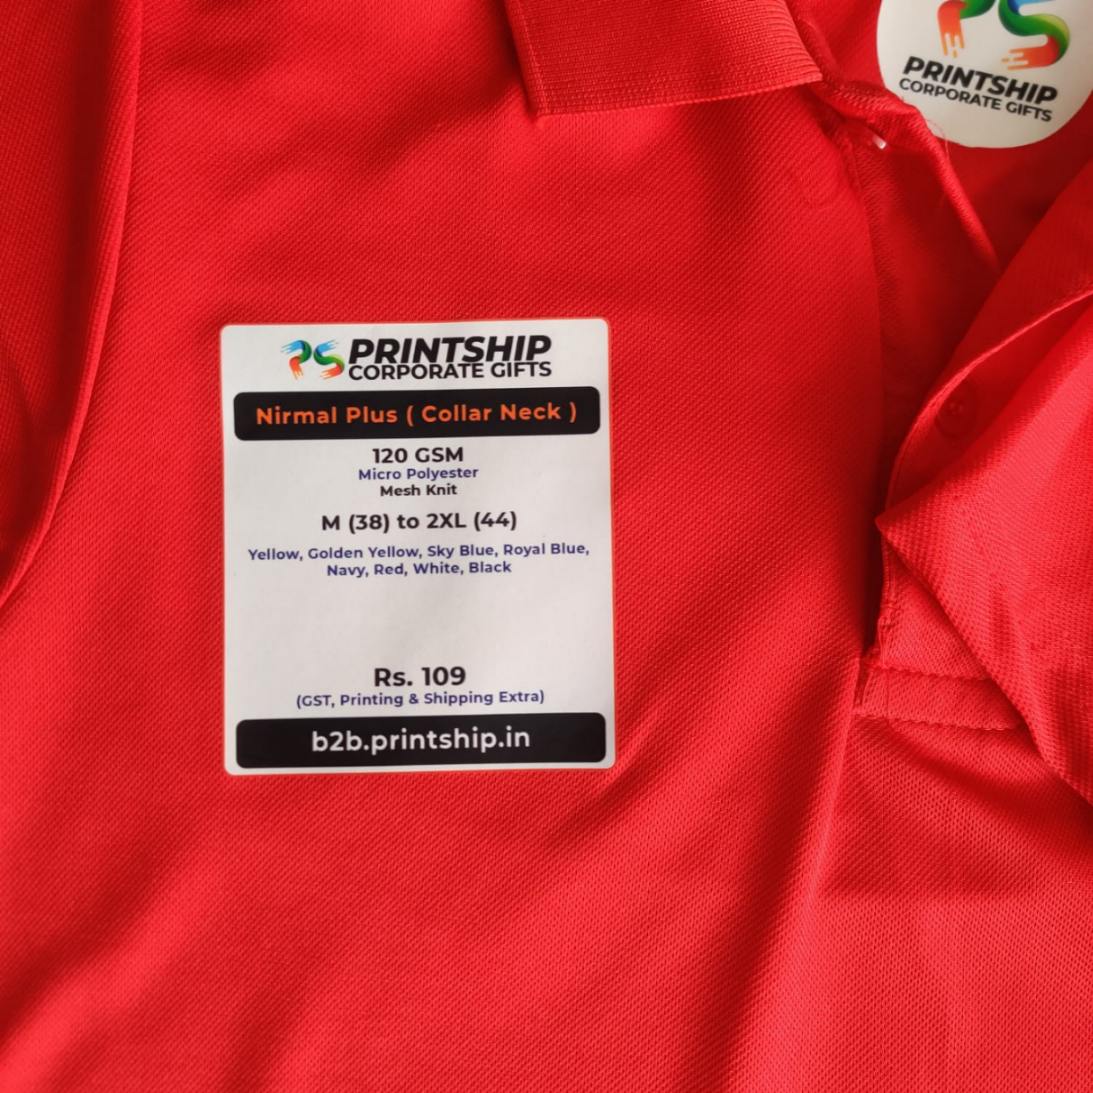 PS
PRINTSHIP
CORPORATE GIFTS
PS PRINTSHIP
CORPORATE GIFTS
Nirmal Plus ( Collar Neck )
120 GSM
Micro Polyester
Mesh Knit
M (38) to 2XL (44)
Yellow, Golden Yellow, Sky Blue, Royal Blue,
Navy, Red, White, Black
Rs. 109
(GST, Printing & Shipping Extra)
b2b.printship.in